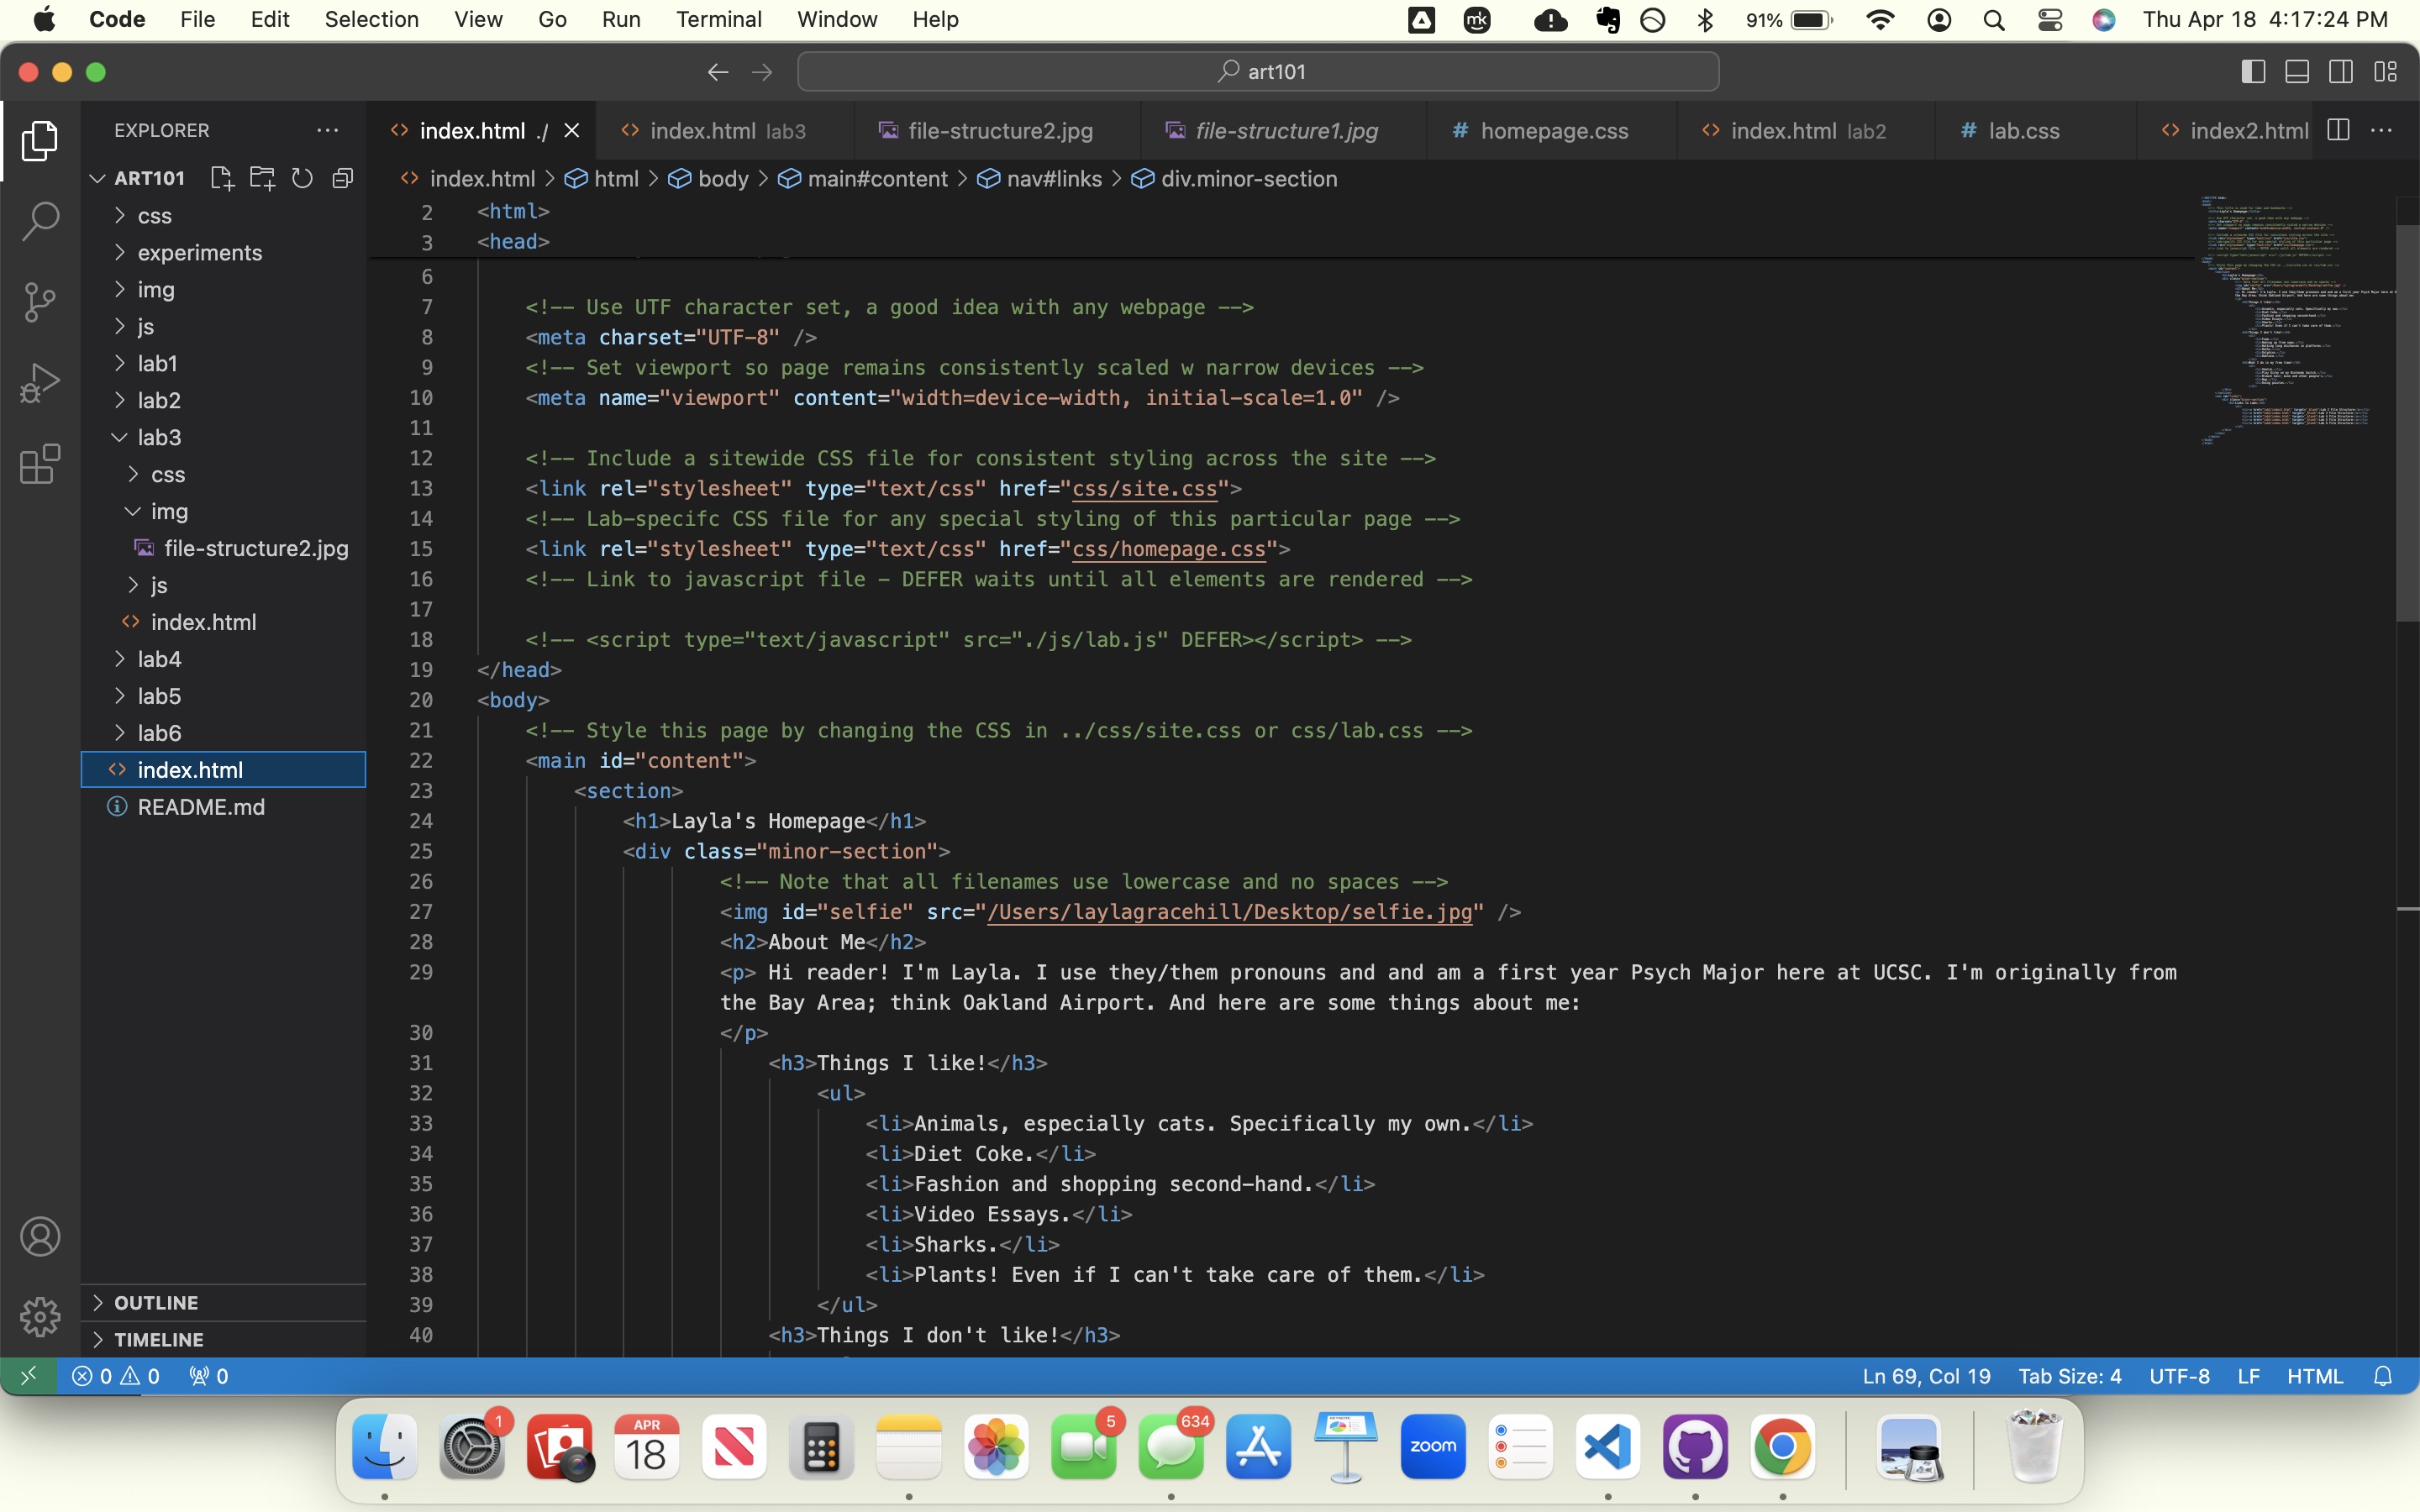 Code File Edit Selection View Go Run Terminal Window Help mk 91% Thu Apr 18 4:17:24 PM
art101
EXPLORER
ART101
css
experiments
img
js
lab1
lab2
lab3
css
img
file-structure2.jpg
js
index.html
lab4
lab5
lab6
index.html
README.md
OUTLINE
TIMELINE
index.html ./ index.html lab3 file-structure2.jpg file-structure1.jpg homepage.css index.html lab2 lab.css index2.html
index.html > html > body > main#content > nav#links > div.minor-section
2 <html>
3 <head>
6
7 <!-- Use UTF character set, a good idea with any webpage -->
8 <meta charset="UTF-8" />
9 <!-- Set viewport so page remains consistently scaled w narrow devices -->
10 <meta name="viewport" content="width=device-width, initial-scale=1.0" />
11
12 <!-- Include a sitewide CSS file for consistent styling across the site -->
13 <link rel="stylesheet" type="text/css" href="css/site.css">
14 <!-- Lab-specifc CSS file for any special styling of this particular page -->
15 <link rel="stylesheet" type="text/css" href="css/homepage.css">
16 <!-- Link to javascript file - DEFER waits until all elements are rendered -->
17
18 <!-- <script type="text/javascript" src="./js/lab.js" DEFER></script> -->
19 </head>
20 <body>
21 <!-- Style this page by changing the CSS in ../css/site.css or css/lab.css -->
22 <main id="content">
23 <section>
24 <h1>Layla's Homepage</h1>
25 <div class="minor-section">
26 <!-- Note that all filenames use lowercase and no spaces -->
27 <img id="selfie" src="/Users/laylagracehill/Desktop/selfie.jpg" />
28 <h2>About Me</h2>
29 <p> Hi reader! I'm Layla. I use they/them pronouns and and am a first year Psych Major here at UCSC. I'm originally from
the Bay Area; think Oakland Airport. And here are some things about me:
30 </p>
31 <h3>Things I like!</h3>
32 <ul>
33 <li>Animals, especially cats. Specifically my own.</li>
34 <li>Diet Coke.</li>
35 <li>Fashion and shopping second-hand.</li>
36 <li>Video Essays.</li>
37 <li>Sharks.</li>
38 <li>Plants! Even if I can't take care of them.</li>
39 </ul>
40 <h3>Things I don't like!</h3>
0 0 0 Ln 69, Col 19 Tab Size: 4 UTF-8 LF HTML
1 APR 18 5 634 KEYNOTE zoom